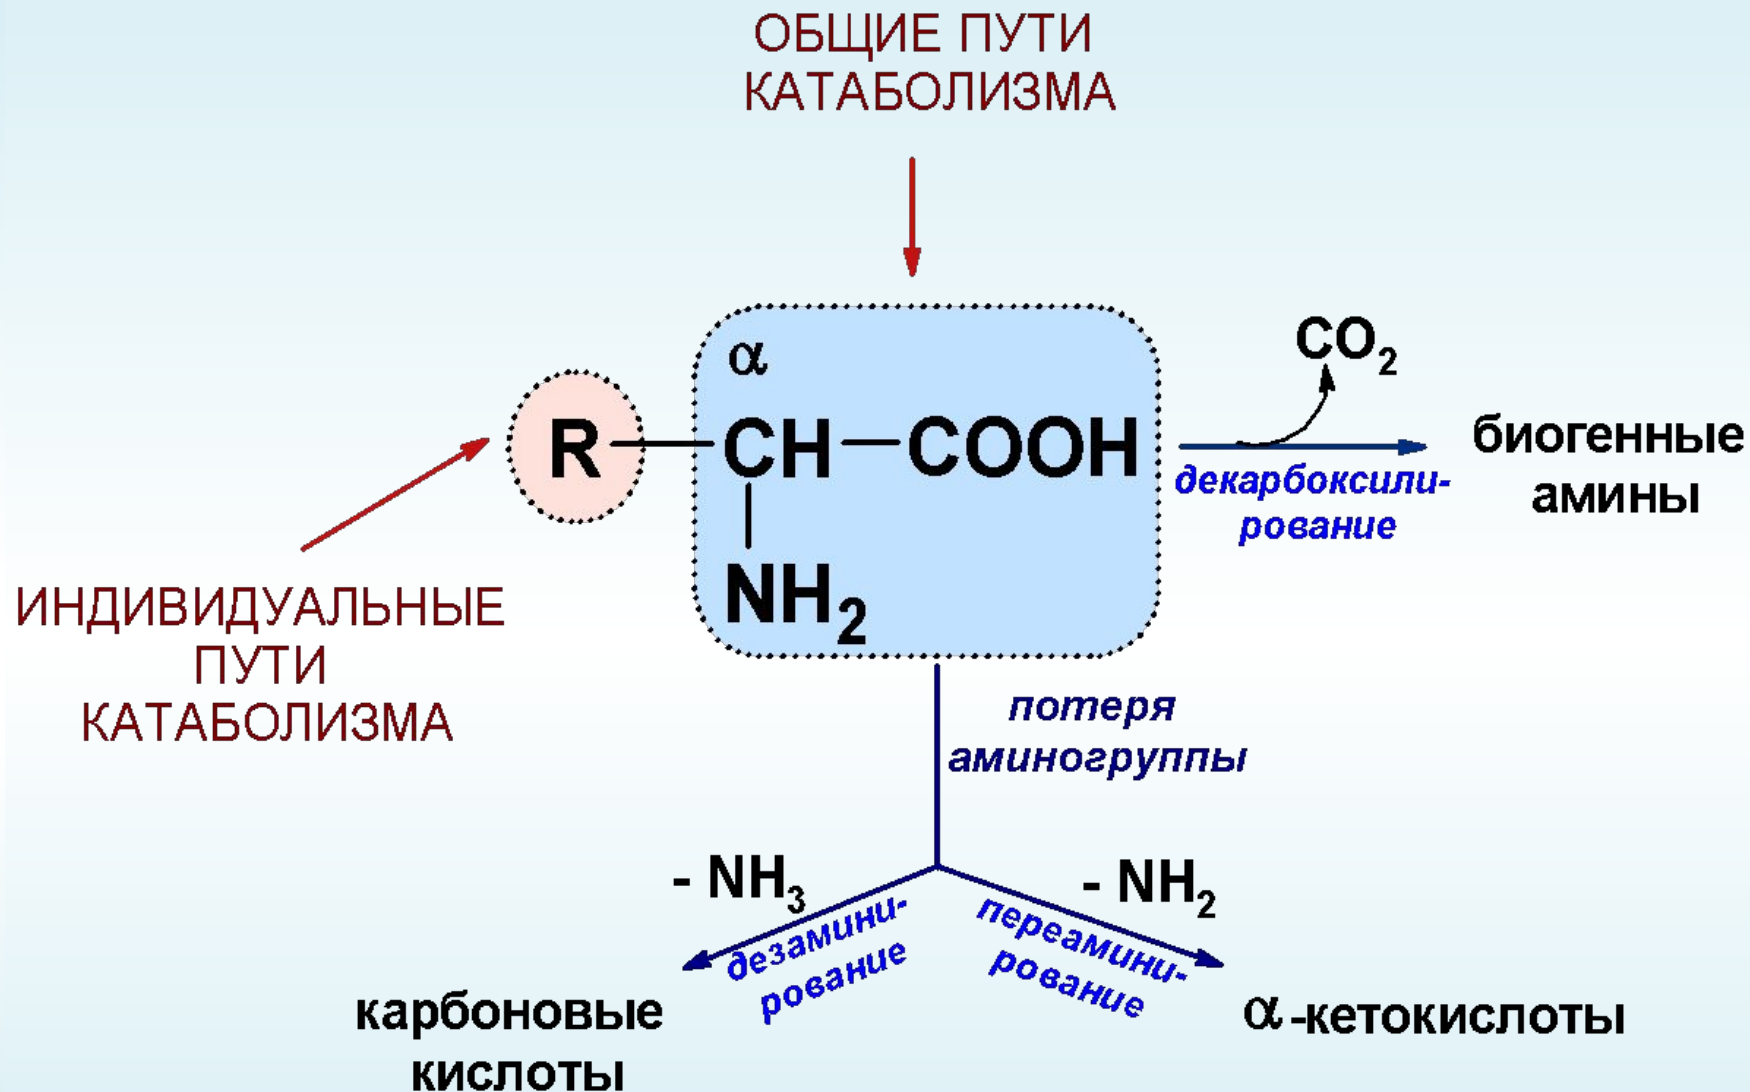 ОБЩИЕ ПУТИ
КАТАБОЛИЗМА
α
CO₂
R—CH—COOH
NH₂
декарбоксили-
рование
биогенные
амины
ИНДИВИДУАЛЬНЫЕ
ПУТИ
КАТАБОЛИЗМА
потеря
аминогруппы
- NH₃
- NH₂
дезамини-
рование
перeамини-
рование
карбоновые
кислоты
α-кетокислоты